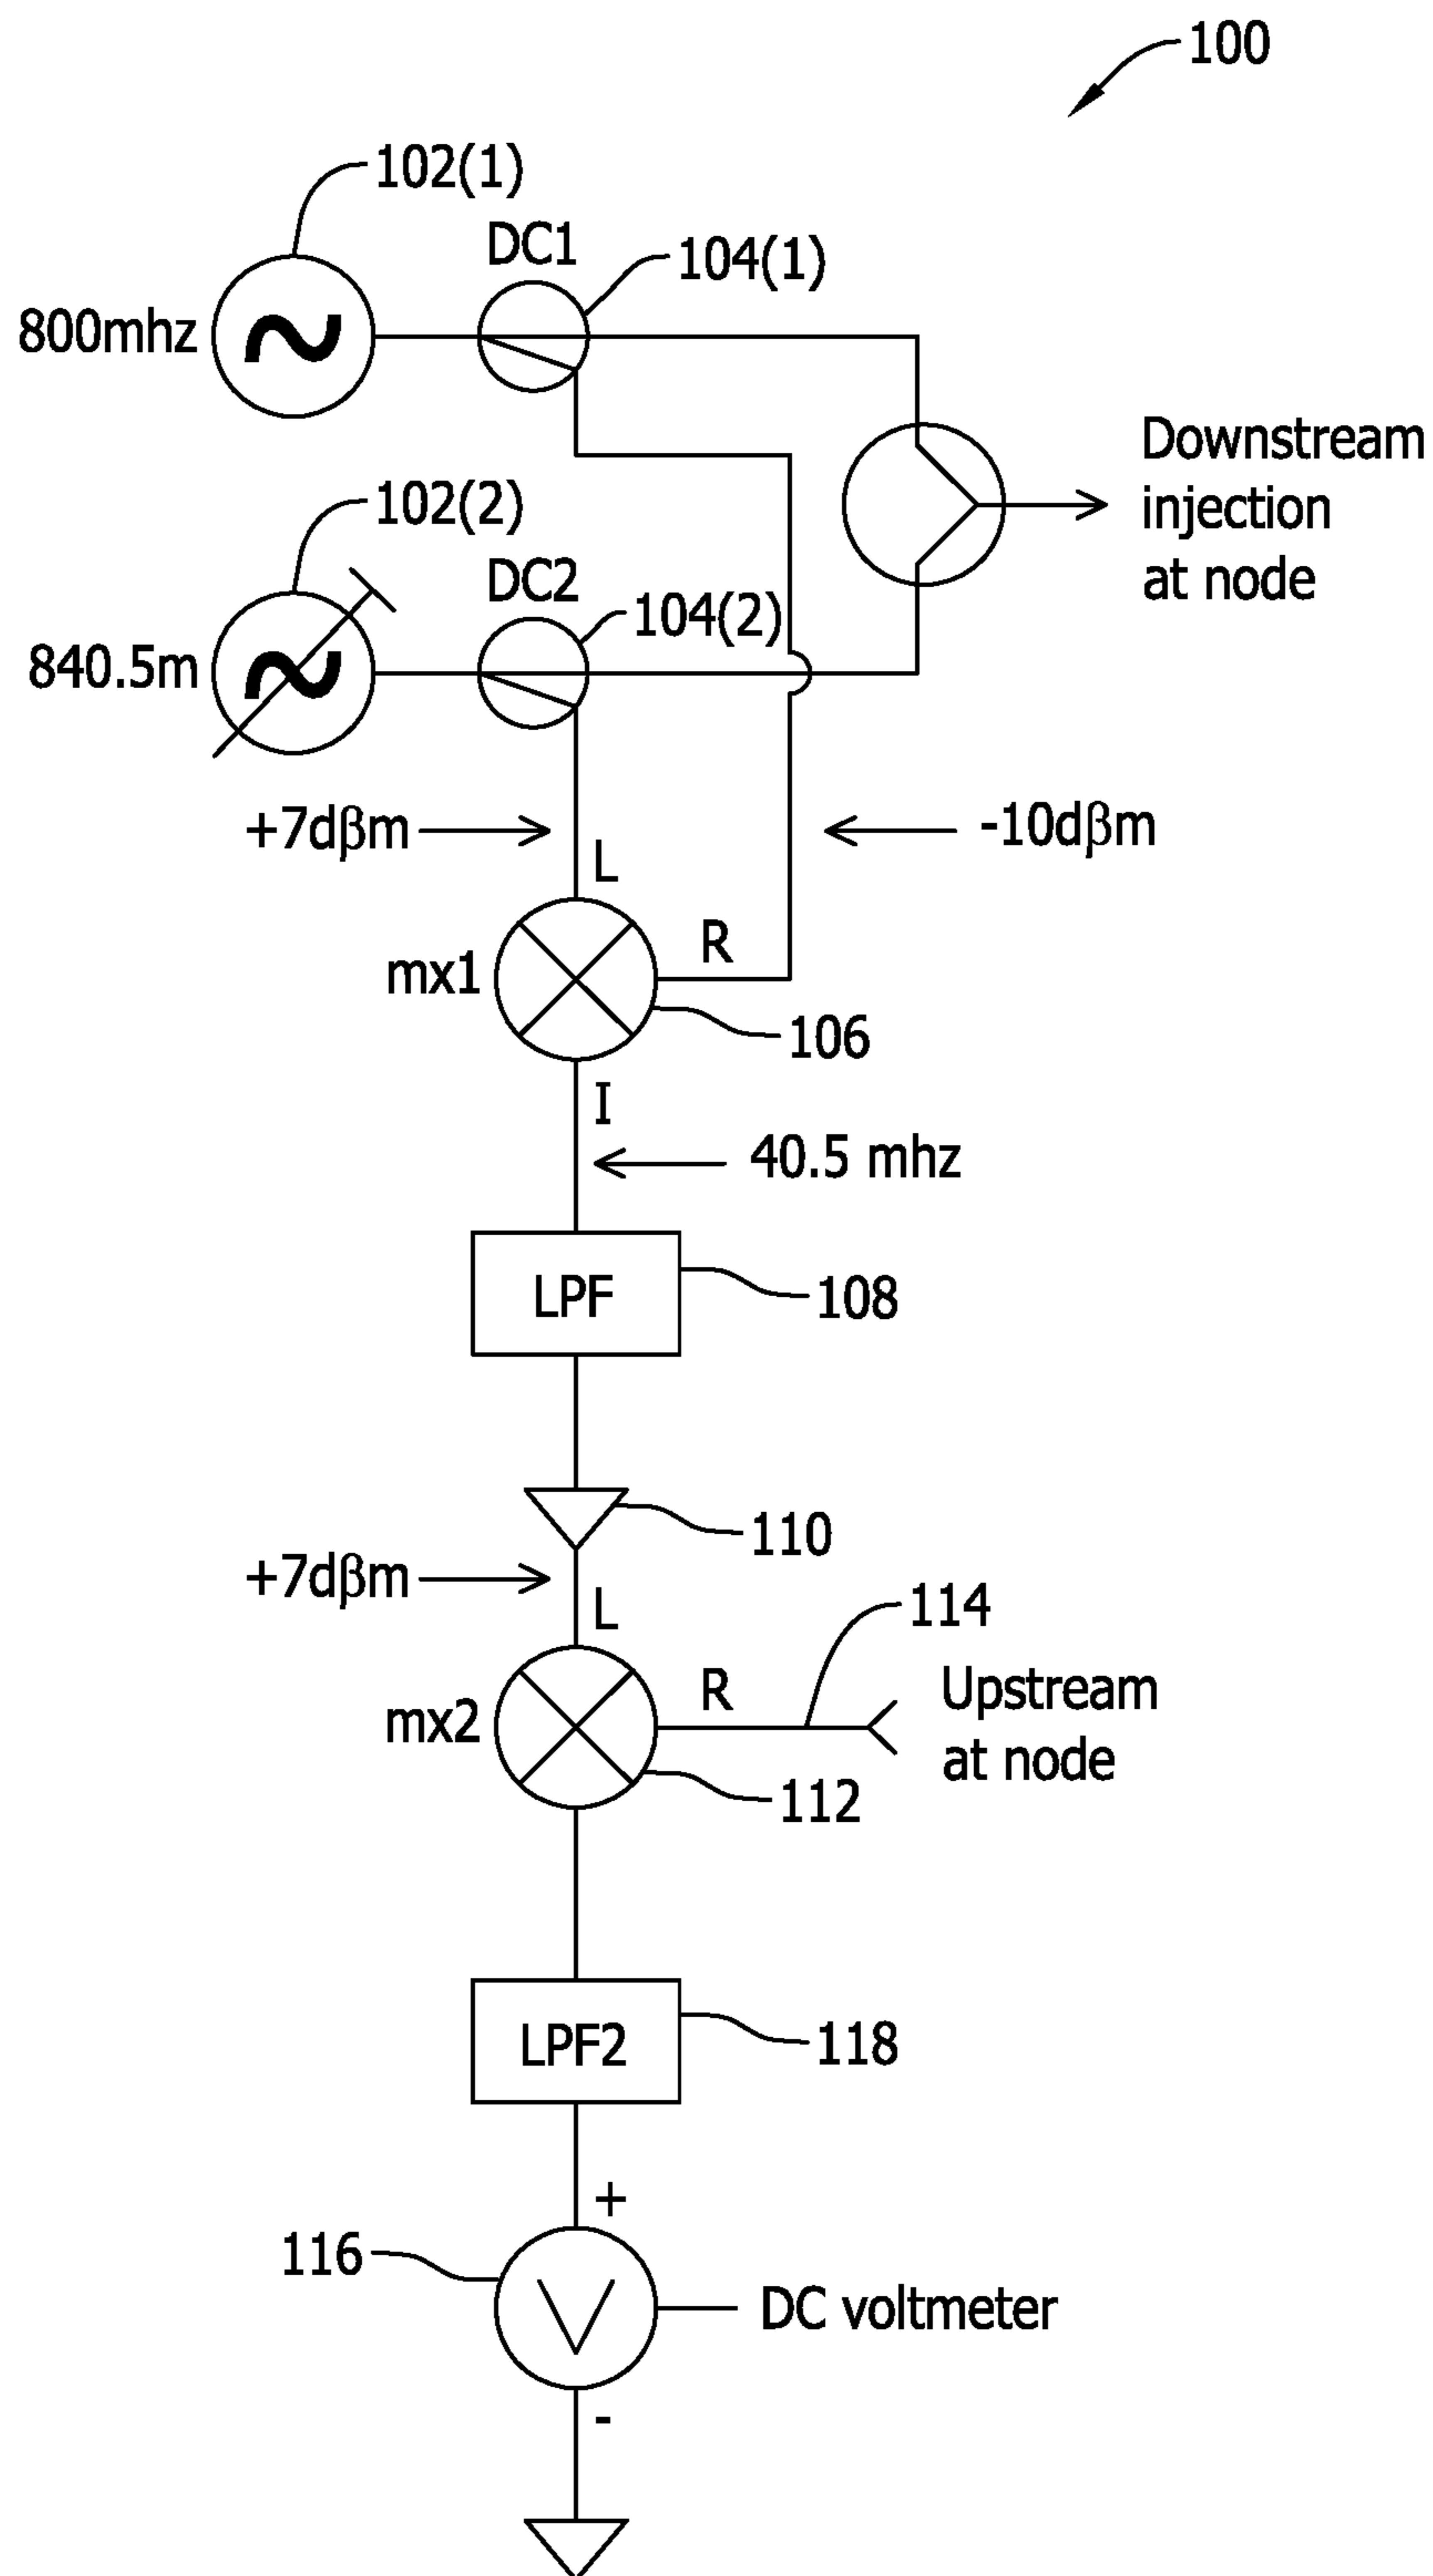 100
102(1)
DC1
104(1)
800mhz
Downstream
injection
at node
102(2)
DC2
104(2)
840.5m
+7dβm
-10dβm
L
mx1
R
106
I
40.5 mhz
LPF
108
110
+7dβm
L
114
mx2
R
Upstream
at node
112
LPF2
118
+
116
V
DC voltmeter
-